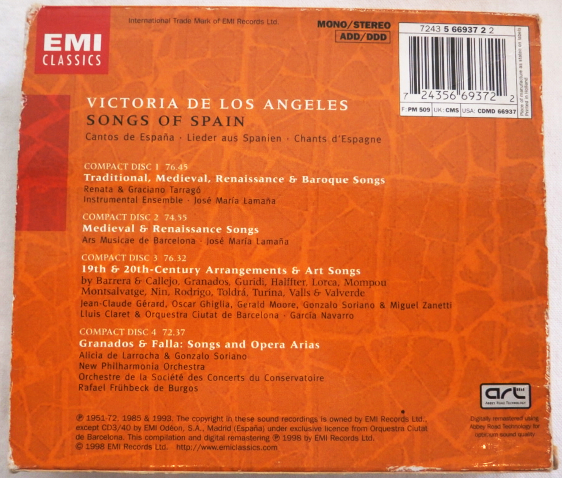 International Trade Mark of EMI Records Ltd.
MONO/STEREO
ADD/DDD
EMI
CLASSICS
7243 5 66937 2 2
7 24356 69372 2
F: PM 509 UK: CMS USA: CDMD 66937
Printed in Holland
VICTORIA DE LOS ANGELES
SONGS OF SPAIN
Cantos de España · Lieder aus Spanien · Chants d'Espagne
COMPACT DISC 1 76.45
Traditional, Medieval, Renaissance & Baroque Songs
Renata & Graciano Tarragó
Instrumental Ensemble · José María Lamaña
COMPACT DISC 2 74.55
Medieval & Renaissance Songs
Ars Musicae de Barcelona · José María Lamaña
COMPACT DISC 3 76.32
19th & 20th-Century Arrangements & Art Songs
by Barrera & Callejo, Granados, Guridi, Halffter, Lorca, Mompou
Montsalvatge, Nin, Rodrigo, Toldrá, Turina, Valls & Valverde
Jean-Claude Gérard, Oscar Ghiglia, Gerald Moore, Gonzalo Soriano & Miguel Zanetti
Lluis Claret & Orquestra Ciutat de Barcelona · García Navarro
COMPACT DISC 4 72.37
Granados & Falla: Songs and Opera Arias
Alicia de Larrocha & Gonzalo Soriano
New Philharmonia Orchestra
Orchestre de la Société des Concerts du Conservatoire
Rafael Frühbeck de Burgos
art
Digitally remastered using
Abbey Road Technology for
optimum sound quality
℗ 1951-72, 1985 & 1993. The copyright in these sound recordings is owned by EMI Records Ltd.,
except CD3/40 by EMI Odéon, S.A., Madrid (España) under exclusive licence from Orquestra Ciutat
de Barcelona. This compilation and digital remastering ℗ 1998 by EMI Records Ltd.
© 1998 EMI Records Ltd. http://www.emiclassics.com